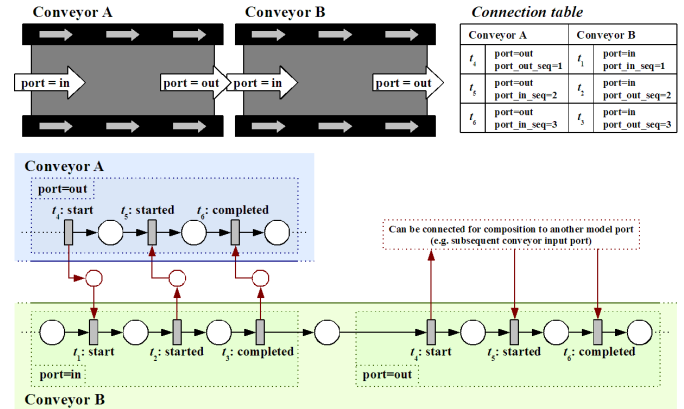 Conveyor A
Conveyor B
Connection table
port = in
port = out
port = in
port = out
Conveyor A
Conveyor B
t4
port=out
port_out_seq=1
t1
port=in
port_in_seq=1
t5
port=out
port_in_seq=2
t2
port=in
port_out_seq=2
t6
port=out
port_in_seq=3
t3
port=in
port_out_seq=3
Conveyor A
port=out
t4: start
t5: started
t6: completed
Can be connected for composition to another model port
(e.g. subsequent conveyor input port)
t1: start
t2: started
t3: completed
t4: start
t5: started
t6: completed
port=in
port=out
Conveyor B